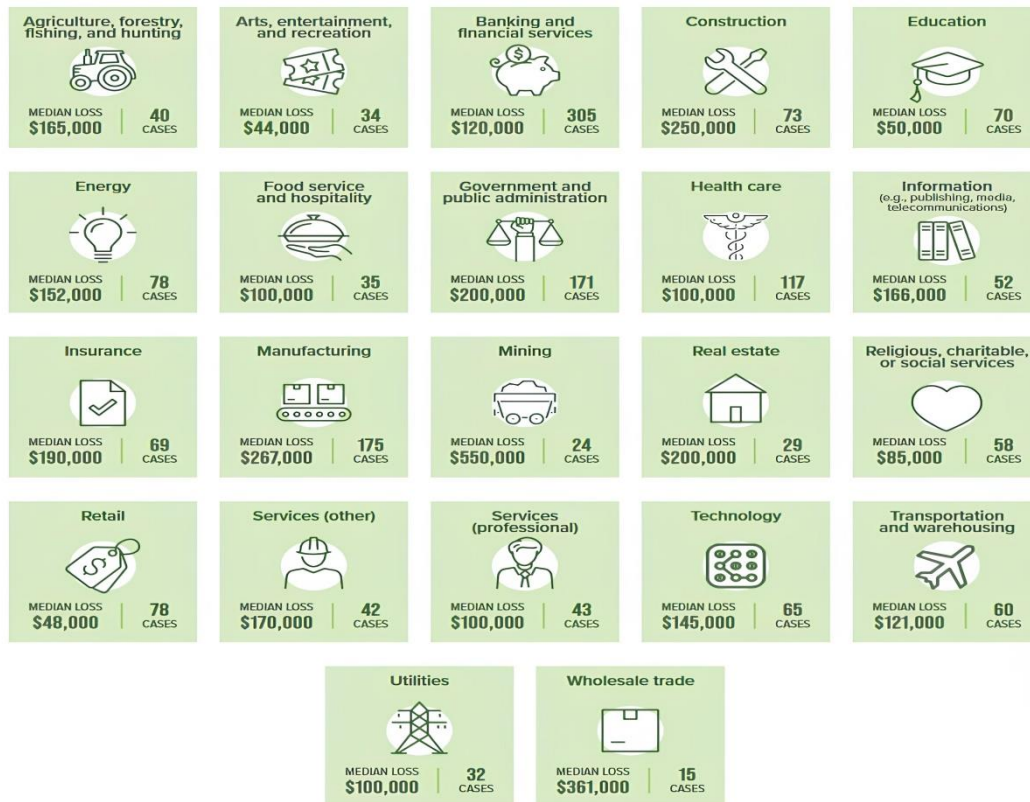 Agriculture, forestry,
fishing, and hunting
MEDIAN LOSS
$165,000
40
CASES
Arts, entertainment,
and recreation
MEDIAN LOSS
$44,000
34
CASES
Banking and
financial services
$
MEDIAN LOSS
$120,000
305
CASES
Construction
MEDIAN LOSS
$250,000
73
CASES
Education
MEDIAN LOSS
$50,000
70
CASES
Energy
MEDIAN LOSS
$152,000
78
CASES
Food service
and hospitality
MEDIAN LOSS
$100,000
35
CASES
Government and
public administration
MEDIAN LOSS
$200,000
171
CASES
Health care
MEDIAN LOSS
$100,000
117
CASES
Information
(e.g., publishing, media,
telecommunications)
MEDIAN LOSS
$166,000
52
CASES
Insurance
MEDIAN LOSS
$190,000
69
CASES
Manufacturing
MEDIAN LOSS
$267,000
175
CASES
Mining
MEDIAN LOSS
$550,000
24
CASES
Real estate
MEDIAN LOSS
$200,000
29
CASES
Religious, charitable,
or social services
MEDIAN LOSS
$85,000
58
CASES
Retail
$
MEDIAN LOSS
$48,000
78
CASES
Services (other)
MEDIAN LOSS
$170,000
42
CASES
Services
(professional)
MEDIAN LOSS
$100,000
43
CASES
Technology
MEDIAN LOSS
$145,000
65
CASES
Transportation
and warehousing
MEDIAN LOSS
$121,000
60
CASES
Utilities
MEDIAN LOSS
$100,000
32
CASES
Wholesale trade
MEDIAN LOSS
$361,000
15
CASES